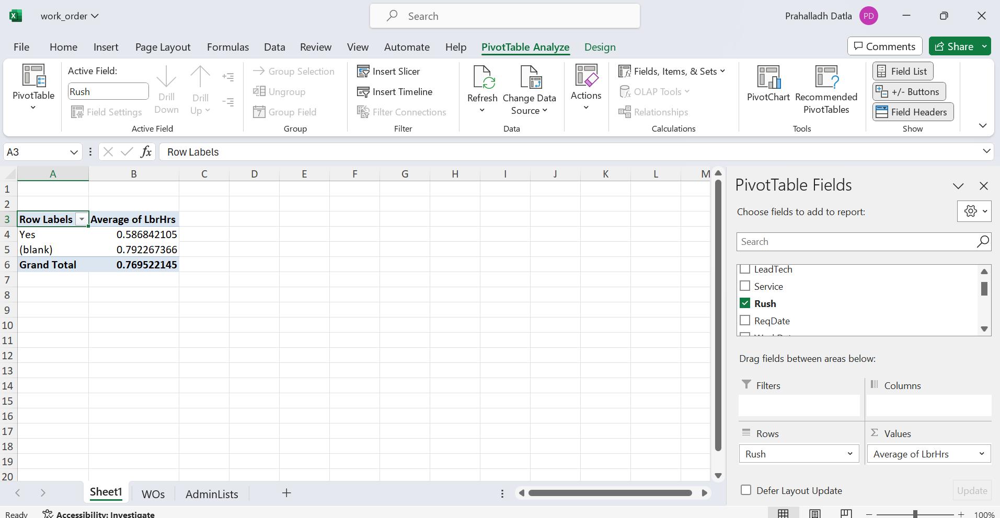 work_order
Search
Prahalladh Datla
PD
File Home Insert Page Layout Formulas Data Review View Automate Help PivotTable Analyze Design
Comments
Share
PivotTable
Active Field:
Rush
Field Settings
Drill Down
Drill Up
Active Field
Group Selection
Ungroup
7 Group Field
Group
Insert Slicer
Insert Timeline
Filter Connections
Filter
Refresh
Change Data Source
Data
Actions
Fields, Items, & Sets
OLAP Tools
Relationships
Calculations
PivotChart
Recommended PivotTables
Tools
Field List
+/- Buttons
Field Headers
Show
A3
fx
Row Labels
A B C D E F G H I J K L M
1
2
3 Row Labels Average of LbrHrs
4 Yes 0.586842105
5 (blank) 0.792267366
6 Grand Total 0.769522145
7
8
9
10
11
12
13
14
15
16
17
18
19
20
PivotTable Fields
Choose fields to add to report:
Search
LeadTech
Service
Rush
ReqDate
Drag fields between areas below:
Filters
Columns
Rows
Σ Values
Rush
Average of LbrHrs
Defer Layout Update
Update
Sheet1 WOs AdminLists
Ready
Accessibility: Investigate
100%